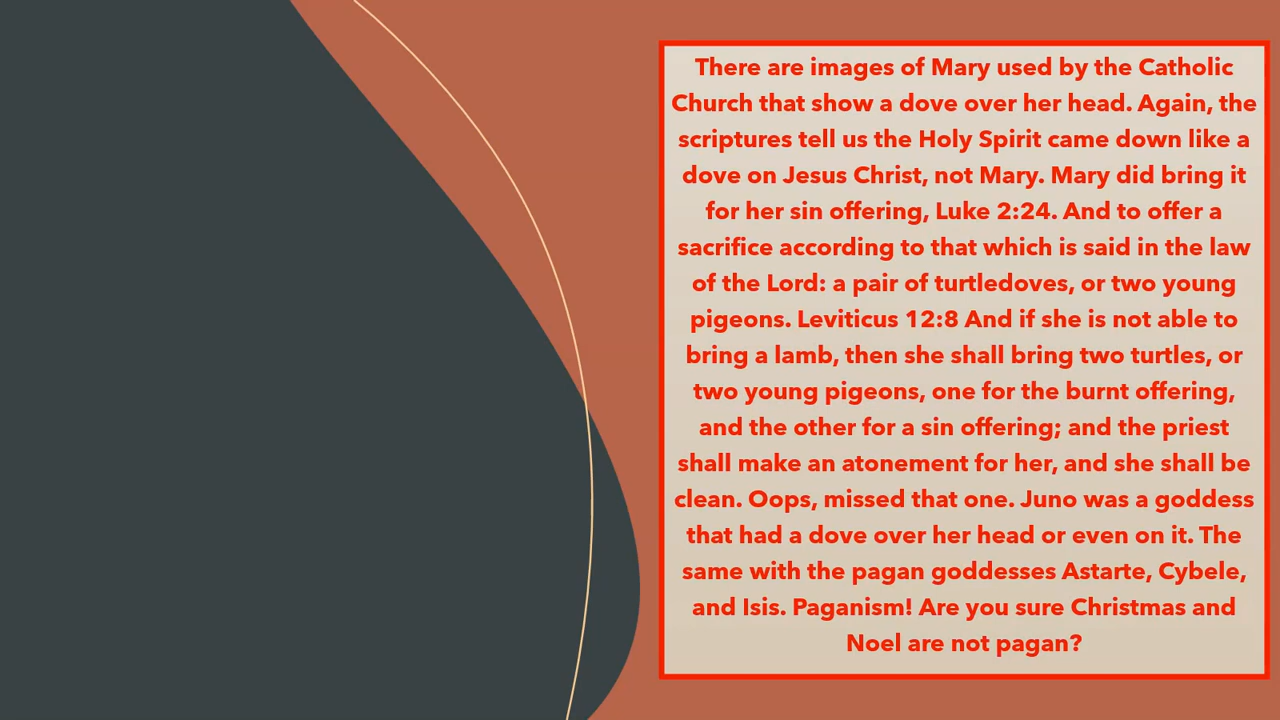 There are images of Mary used by the Catholic
Church that show a dove over her head. Again, the
scriptures tell us the Holy Spirit came down like a
dove on Jesus Christ, not Mary. Mary did bring it
for her sin offering, Luke 2:24. And to offer a
sacrifice according to that which is said in the law
of the Lord: a pair of turtledoves, or two young
pigeons. Leviticus 12:8 And if she is not able to
bring a lamb, then she shall bring two turtles, or
two young pigeons, one for the burnt offering,
and the other for a sin offering; and the priest
shall make an atonement for her, and she shall be
clean. Oops, missed that one. Juno was a goddess
that had a dove over her head or even on it. The
same with the pagan goddesses Astarte, Cybele,
and Isis. Paganism! Are you sure Christmas and
Noel are not pagan?